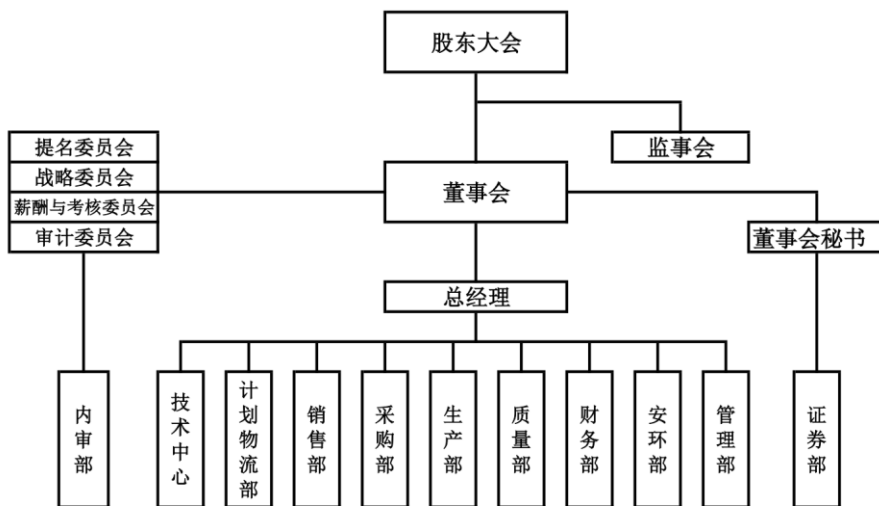 股东大会
监事会
提名委员会
战略委员会
薪酬与考核委员会
审计委员会
董事会
董事会秘书
总经理
内审部
技术中心
计划物流部
销售部
采购部
生产部
质量部
财务部
安环部
管理部
证券部